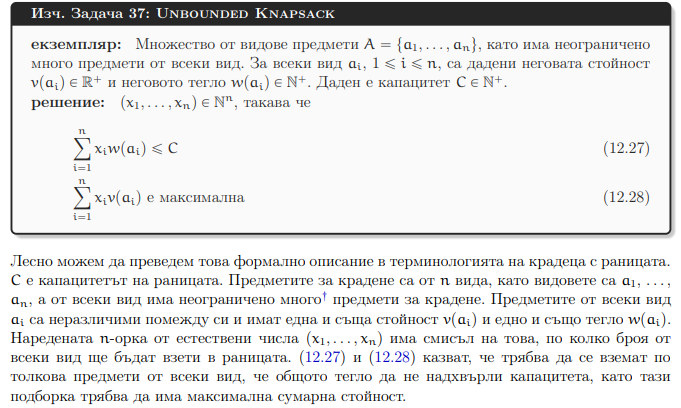 Изч. Задача 37: Unbounded Knapsack
екземпляр: Множество от видове предмети A = {a₁, . . . , aₙ}, като има неограничено
много предмети от всеки вид. За всеки вид aᵢ, 1 ⩽ i ⩽ n, са дадени неговата стойност
v(aᵢ) ∈ ℝ⁺ и неговото тегло w(aᵢ) ∈ ℕ⁺. Даден е капацитет C ∈ ℕ⁺.
решение: (x₁, . . . , xₙ) ∈ ℕⁿ, такава че
n
∑ xᵢw(aᵢ) ⩽ C (12.27)
i=1
n
∑ xᵢv(aᵢ) е максимална (12.28)
i=1
Лесно можем да преведем това формално описание в терминологията на крадеца с раницата.
C е капацитетът на раницата. Предметите за крадене са от n вида, като видовете са a₁, . . . ,
aₙ, а от всеки вид има неограничено много† предмети за крадене. Предметите от всеки вид
aᵢ са неразличими помежду си и имат една и съща стойност v(aᵢ) и едно и също тегло w(aᵢ).
Наредената n-орка от естествени числа (x₁, . . . , xₙ) има смисъл на това, по колко броя от
всеки вид ще бъдат взети в раницата. (12.27) и (12.28) казват, че трябва да се вземат по
толкова предмети от всеки вид, че общото тегло да не надхвърли капацитета, като тази
подборка трябва да има максимална сумарна стойност.